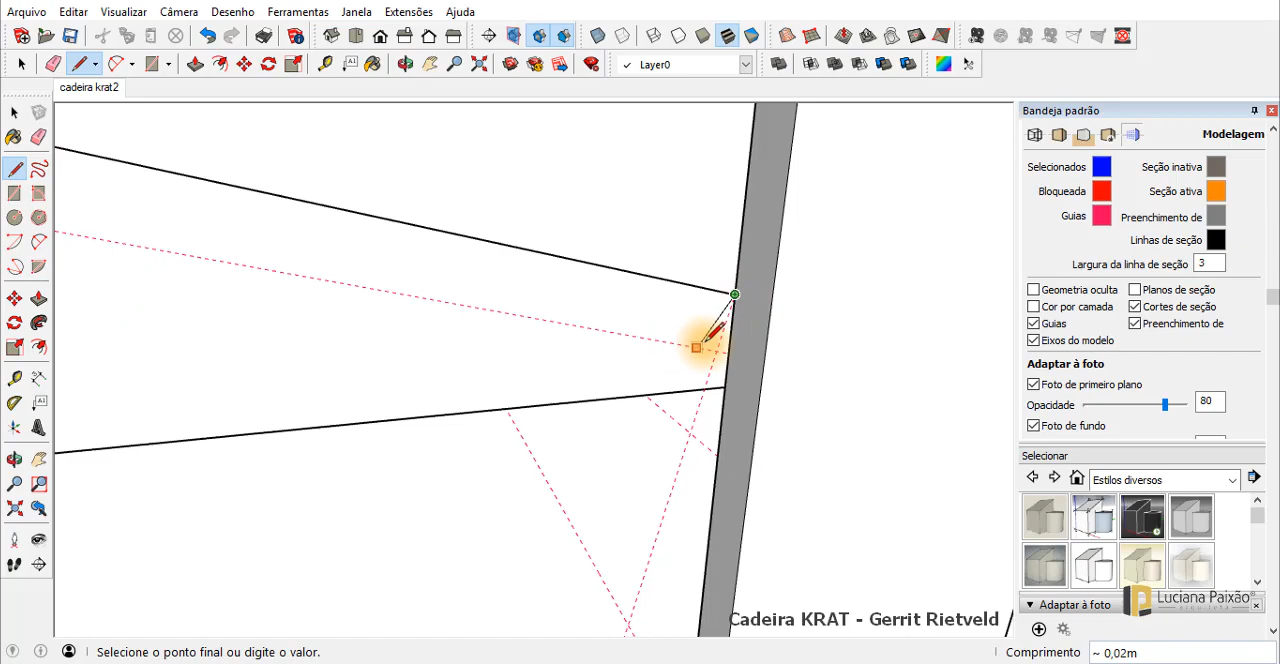 Arquivo Editar Visualizar Câmera Desenho Ferramentas Janela Extensões Ajuda
Layer0
cadeira krat2
Bandeja padrão
Modelagem
Selecionados Seção inativa
Bloqueada Seção ativa
Guias Preenchimento de
Linhas de seção
Largura da linha de seção 3
Geometria oculta Planos de seção
Cor por camada Cortes de seção
Guias Preenchimento de
Eixos do modelo
Adaptar à foto
Foto de primeiro plano
Opacidade 80
Foto de fundo
Selecionar
Estilos diversos
Adaptar à foto
Luciana Paixão®
arquiteta
Cadeira KRAT - Gerrit Rietveld
Selecione o ponto final ou digite o valor.
Comprimento ~ 0,02m